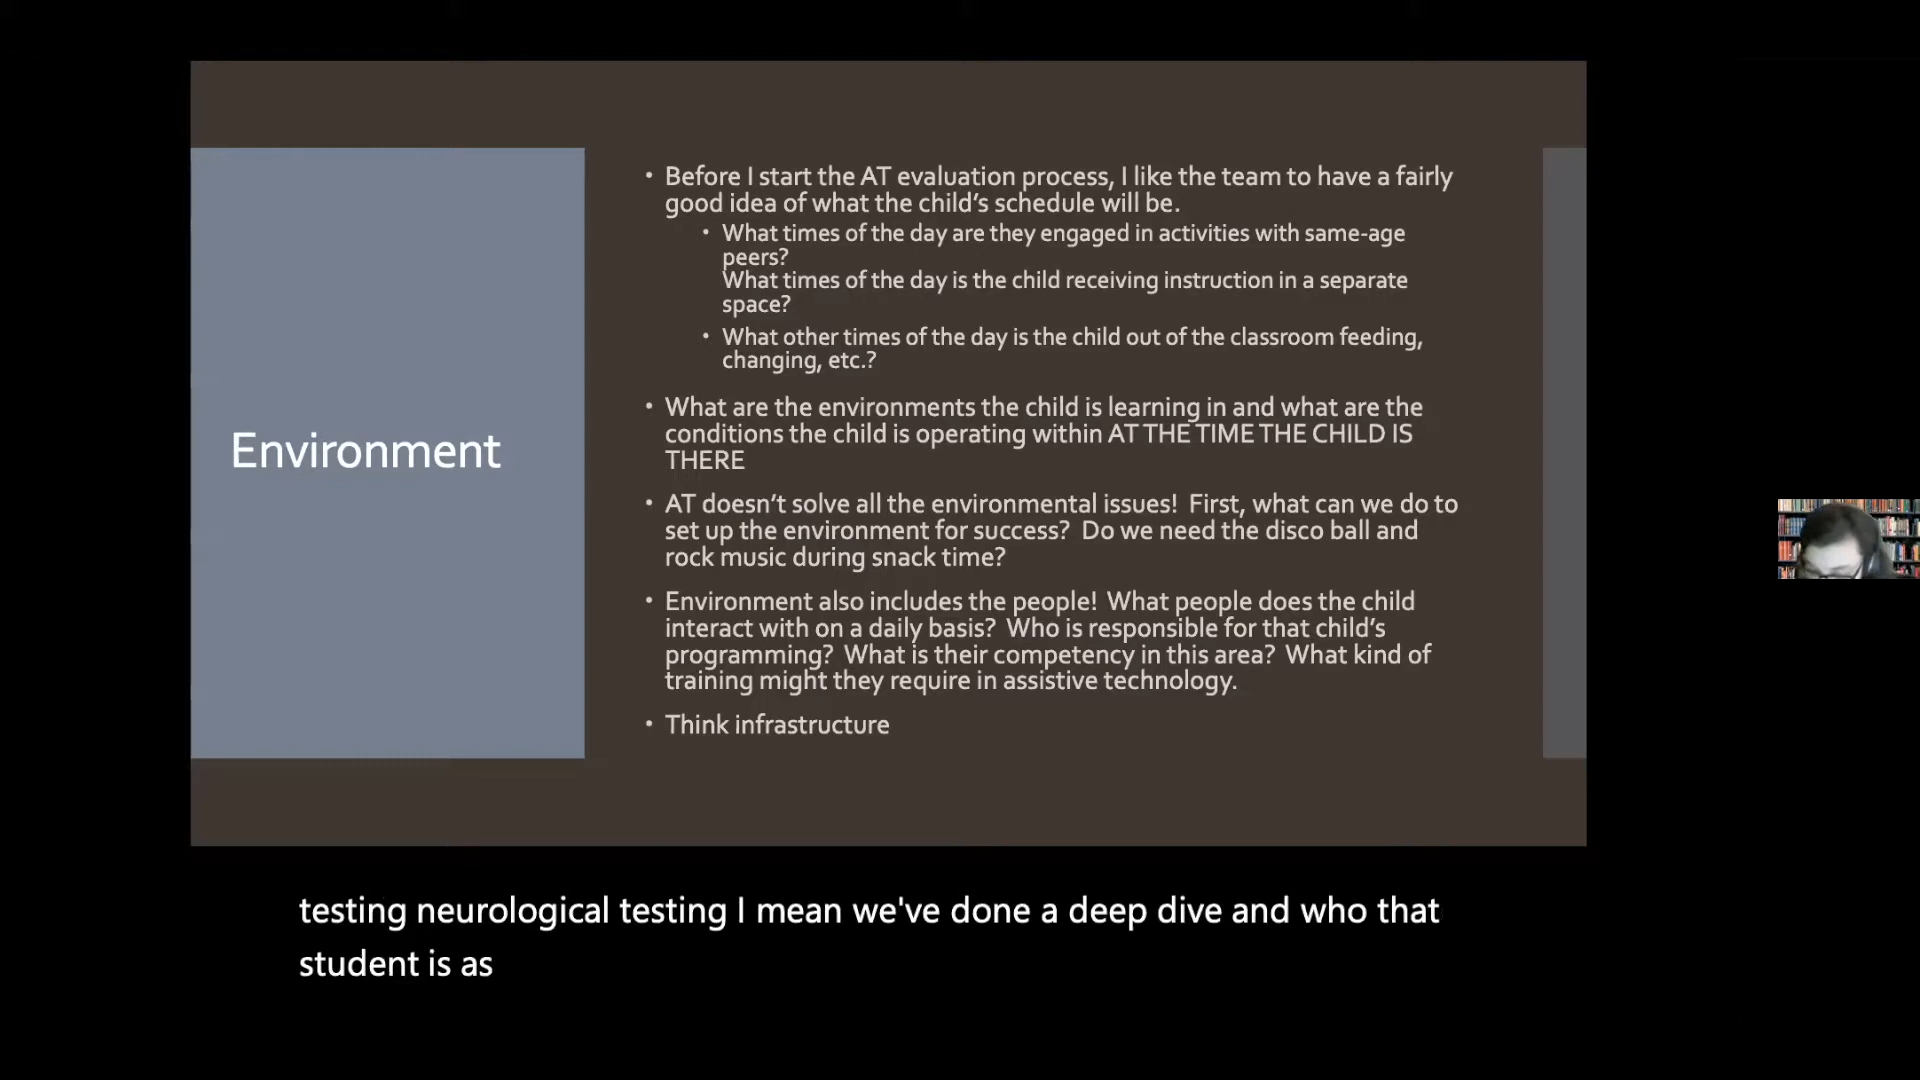 Environment
• Before I start the AT evaluation process, I like the team to have a fairly
good idea of what the child’s schedule will be.
• What times of the day are they engaged in activities with same-age
peers?
What times of the day is the child receiving instruction in a separate
space?
• What other times of the day is the child out of the classroom feeding,
changing, etc.?
• What are the environments the child is learning in and what are the
conditions the child is operating within AT THE TIME THE CHILD IS
THERE
• AT doesn’t solve all the environmental issues! First, what can we do to
set up the environment for success? Do we need the disco ball and
rock music during snack time?
• Environment also includes the people! What people does the child
interact with on a daily basis? Who is responsible for that child’s
programming? What is their competency in this area? What kind of
training might they require in assistive technology.
• Think infrastructure
testing neurological testing I mean we've done a deep dive and who that
student is as